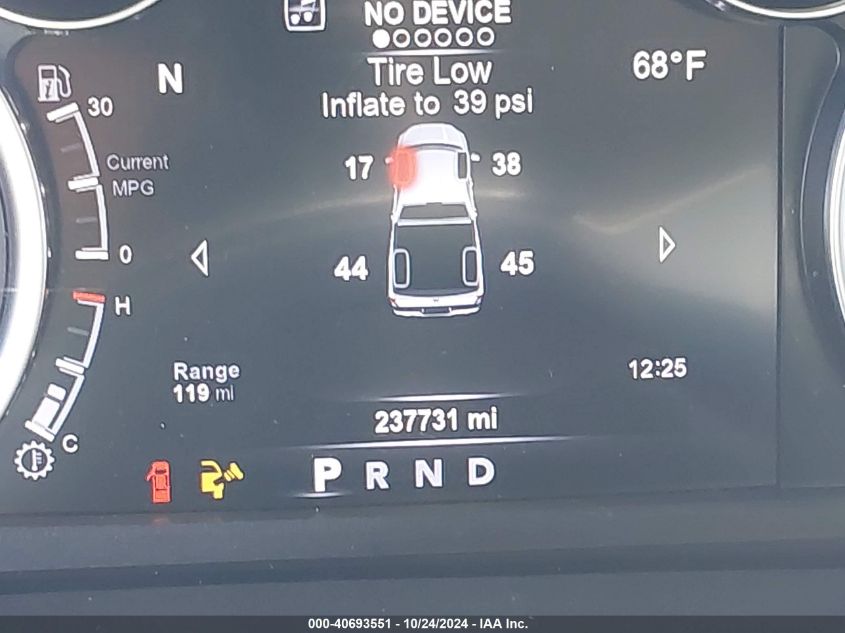 NO DEVICE
N
Tire Low
68°F
Inflate to 39 psi
30
Current
MPG
17
38
0
44
45
H
Range
119 mi
12:25
237731 mi
C
P R N D
000-40693551 - 10/24/2024 - IAA Inc.